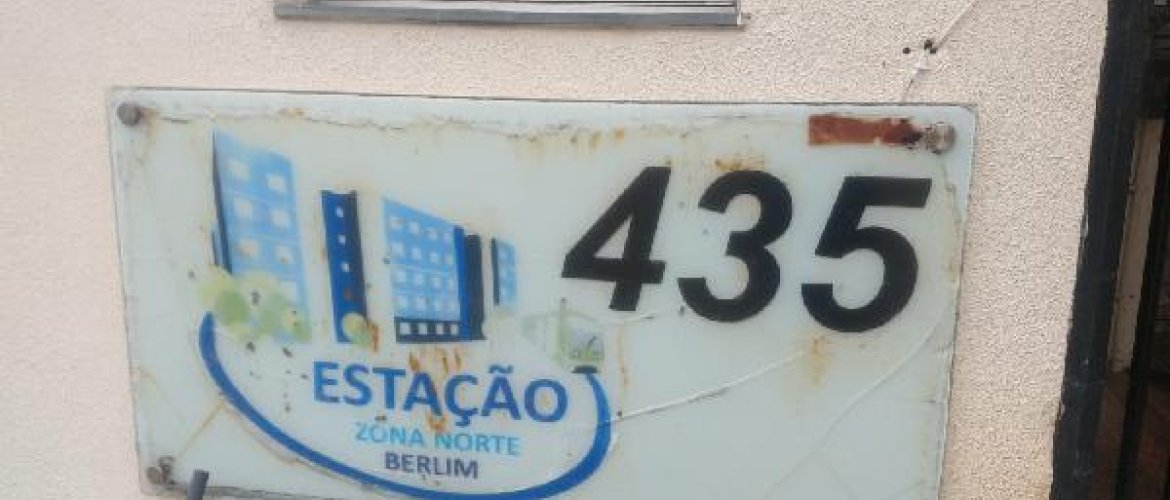 435
ESTAÇÃO
ZONA NORTE
BERLIM